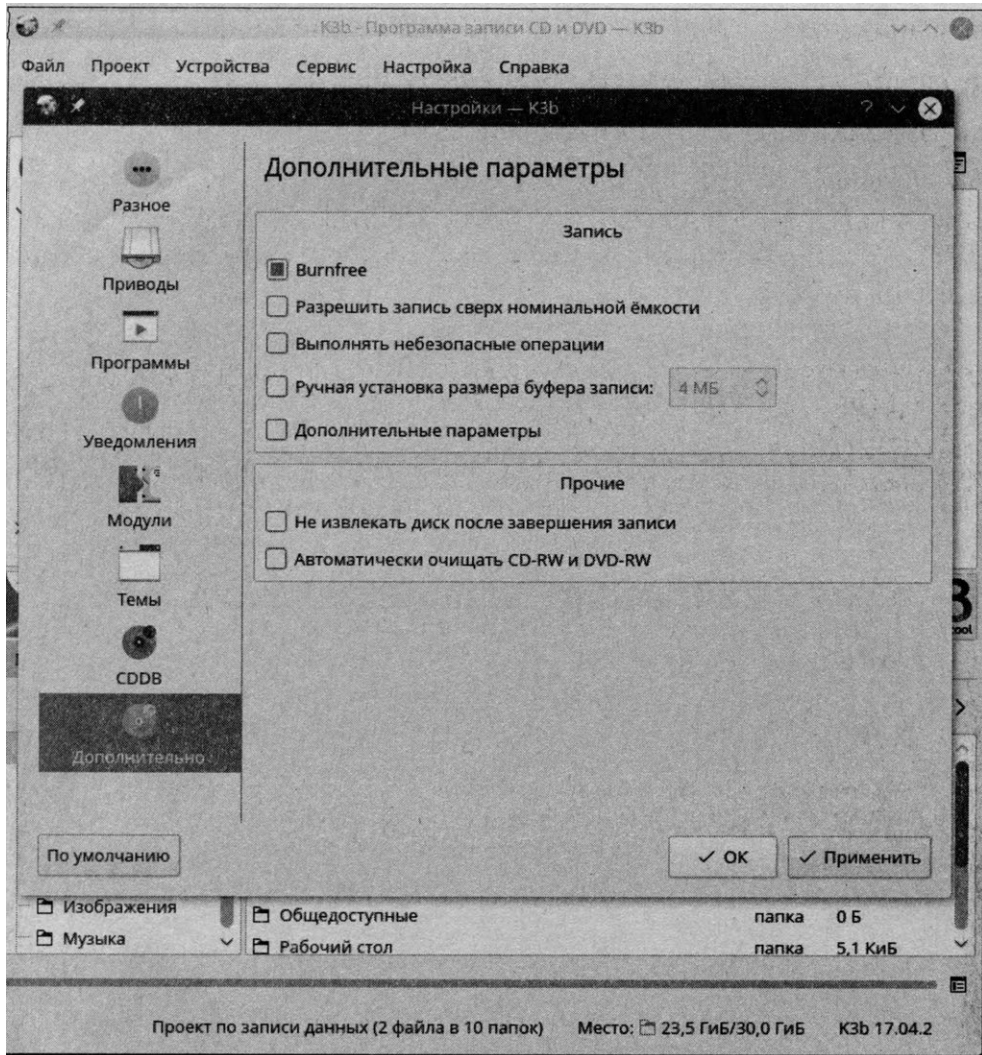 K3b - Программа записи CD и DVD — K3b
Файл Проект Устройства Сервис Настройка Справка
Настройки — K3b
Разное
Приводы
Программы
Уведомления
Модули
Темы
CDDB
Дополнительно
Дополнительные параметры
Запись
Burnfree
Разрешить запись сверх номинальной ёмкости
Выполнять небезопасные операции
Ручная установка размера буфера записи: 4 МБ
Дополнительные параметры
Прочие
Не извлекать диск после завершения записи
Автоматически очищать CD-RW и DVD-RW
По умолчанию
ОК
Применить
Изображения
Музыка
Общедоступные папка 0 Б
Рабочий стол папка 5,1 КиБ
Проект по записи данных (2 файла в 10 папок) Место: 23,5 ГиБ/30,0 ГиБ K3b 17.04.2